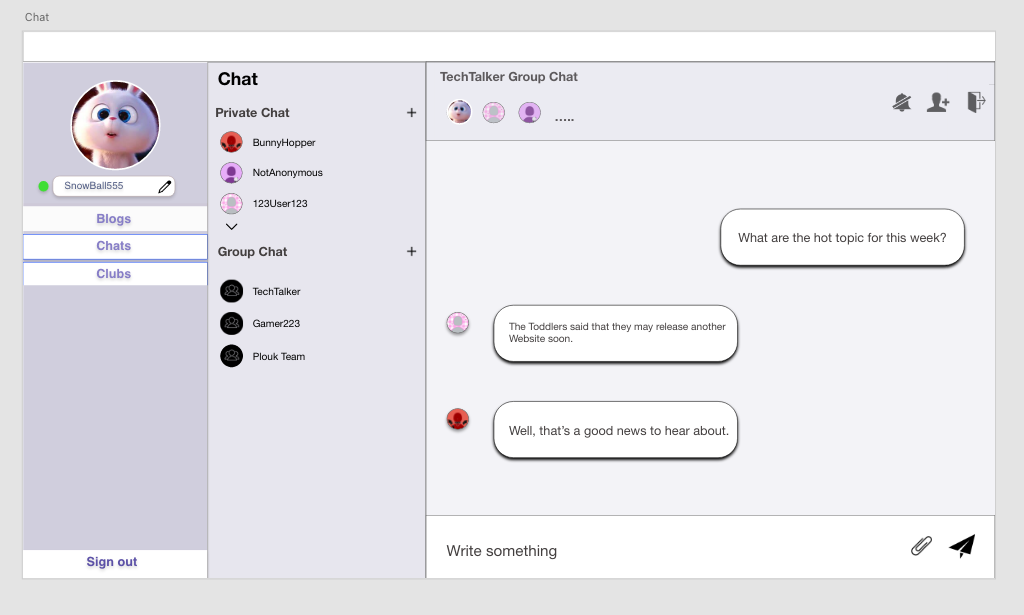 Chat
SnowBall555
Blogs
Chats
Clubs
Sign out
Chat
Private Chat +
BunnyHopper
NotAnonymous
123User123
Group Chat +
TechTalker
Gamer223
Plouk Team
TechTalker Group Chat
.....
What are the hot topic for this week?
The Toddlers said that they may release another
Website soon.
Well, that's a good news to hear about.
Write something